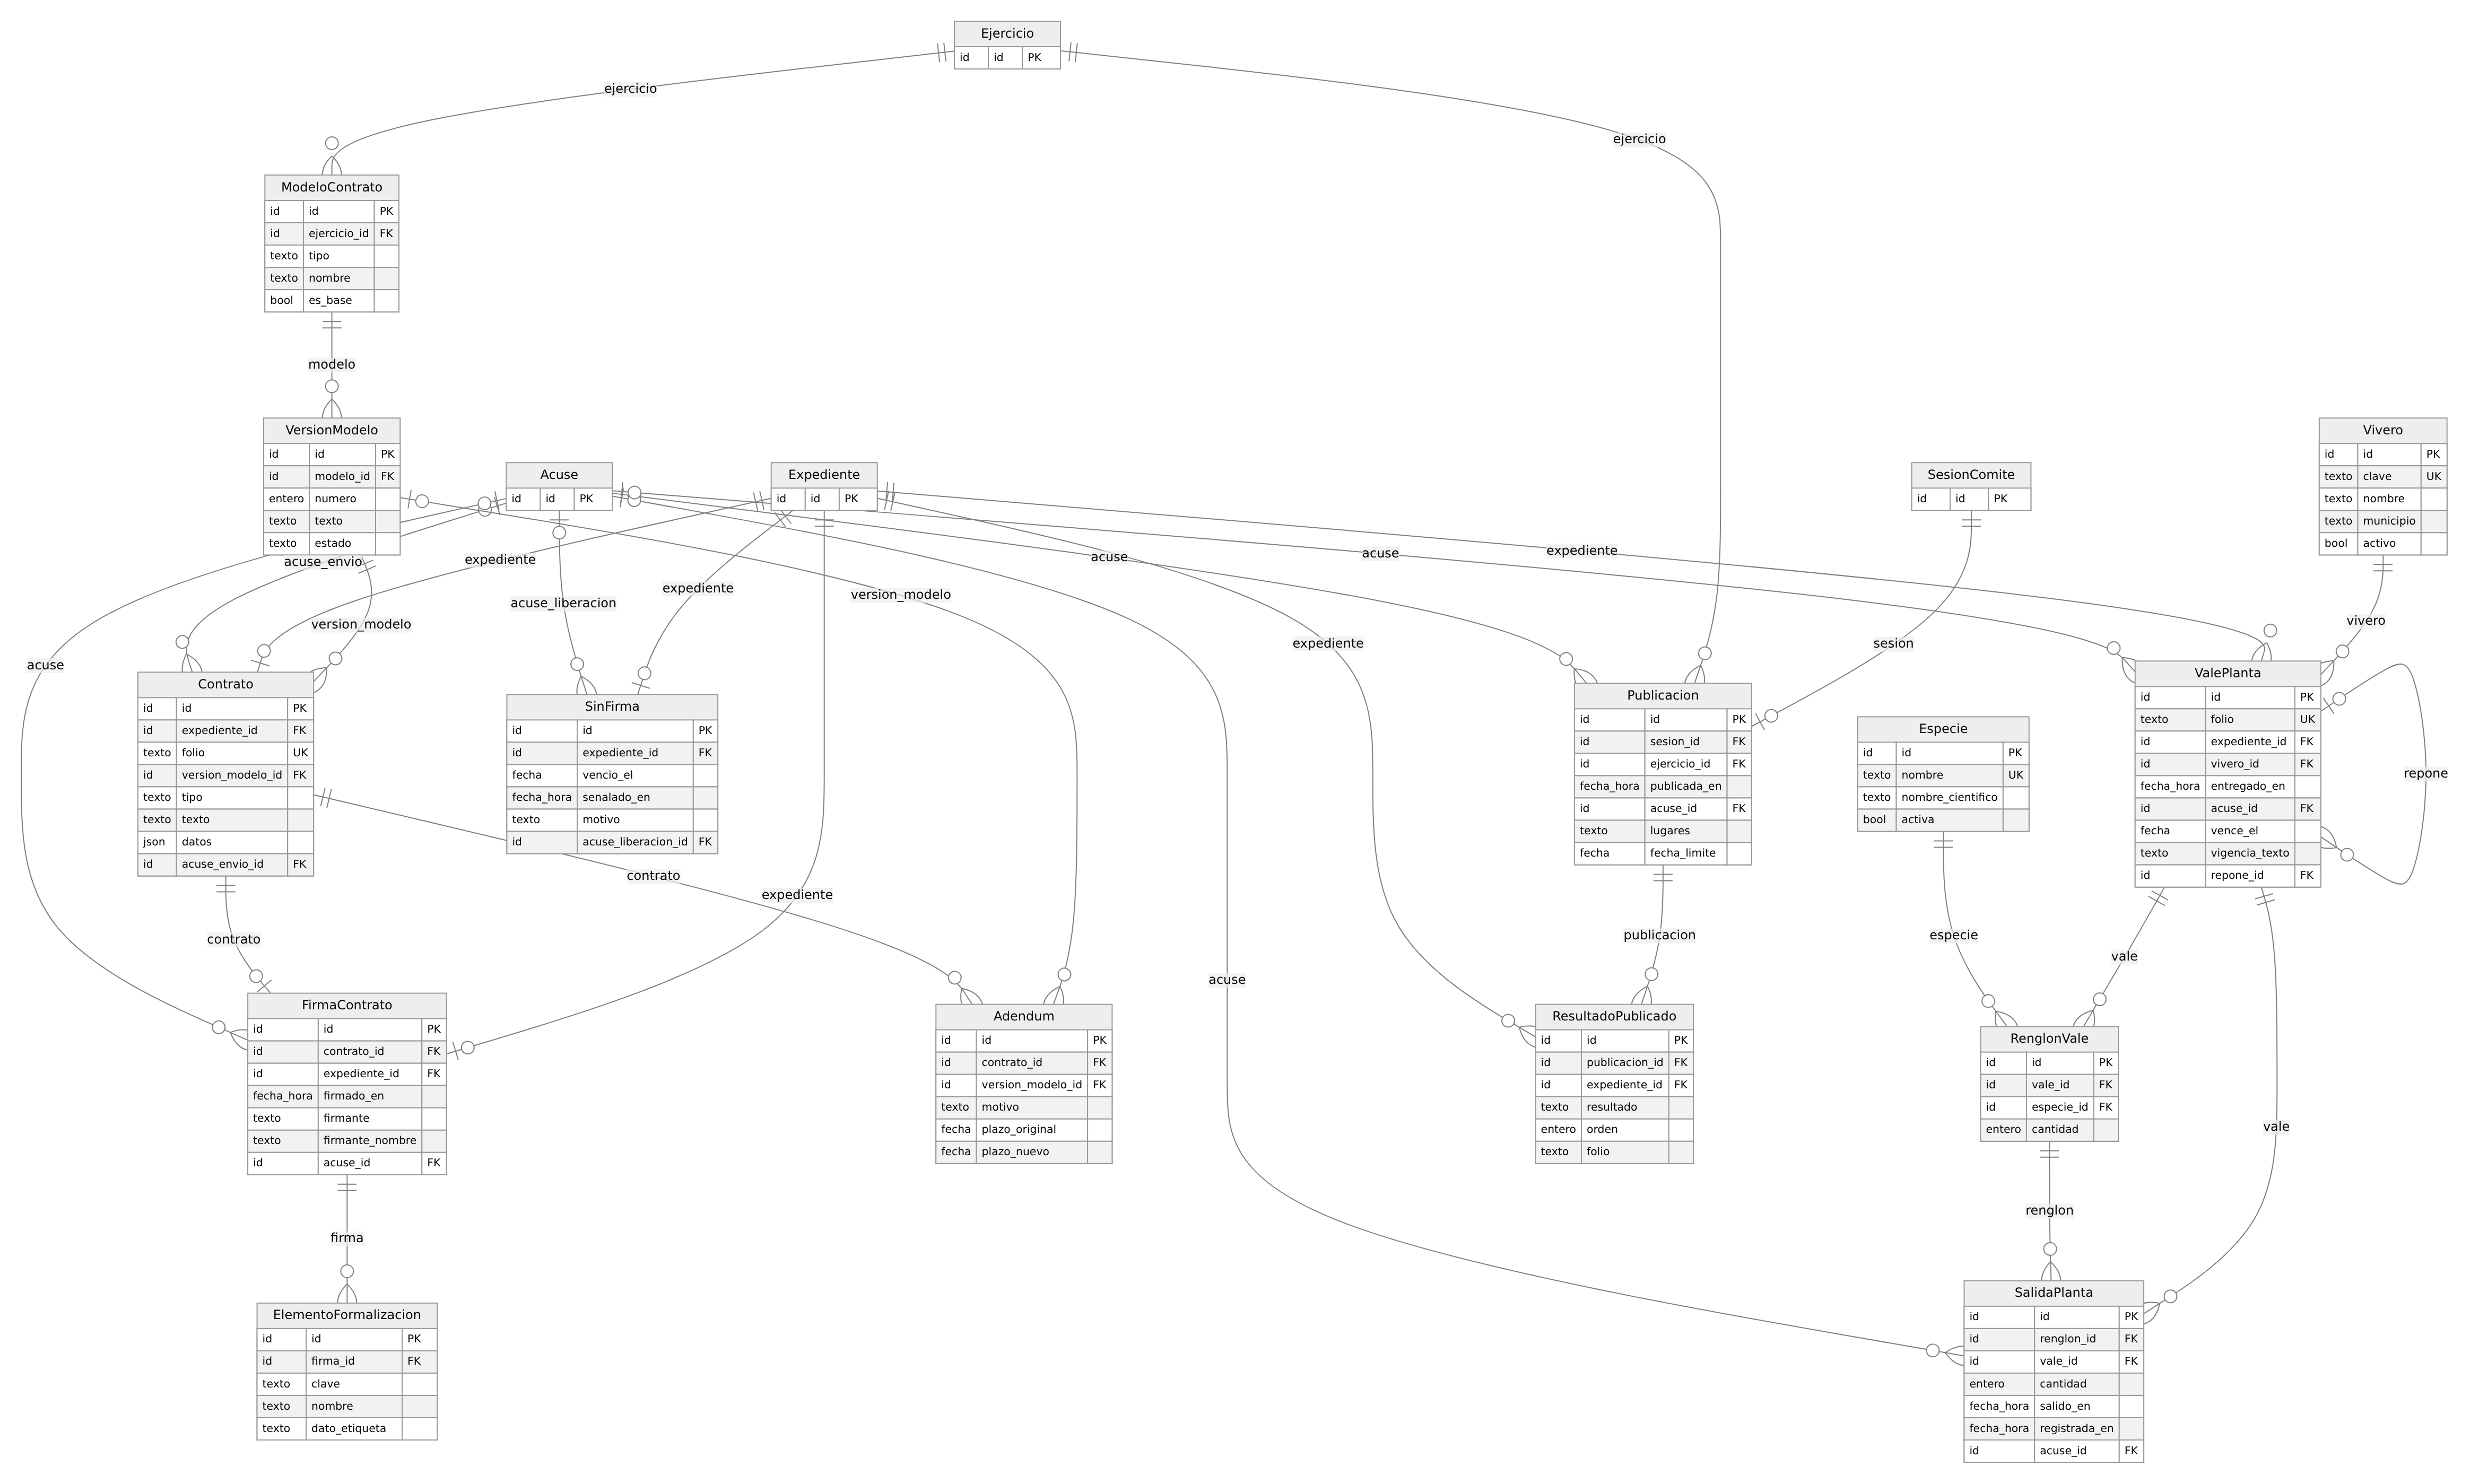 Ejercicio
id id PK
ejercicio
ejercicio
ModeloContrato
id id PK
id ejercicio_id FK
texto tipo
texto nombre
bool es_base
modelo
VersionModelo
id id PK
id modelo_id FK
entero numero
texto texto
texto estado
Acuse
id id PK
Expediente
id id PK
SesionComite
id id PK
Vivero
id id PK
texto clave UK
texto nombre
texto municipio
bool activo
acuse_envio
expediente
acuse
acuse
expediente
acuse_liberacion
expediente
version_modelo
version_modelo
expediente
sesion
vivero
acuse
Contrato
id id PK
id expediente_id FK
texto folio UK
id version_modelo_id FK
texto tipo
texto texto
json datos
id acuse_envio_id FK
SinFirma
id id PK
id expediente_id FK
fecha vencio_el
fecha_hora senalado_en
texto motivo
id acuse_liberacion_id FK
Publicacion
id id PK
id sesion_id FK
id ejercicio_id FK
fecha_hora publicada_en
id acuse_id FK
texto lugares
fecha fecha_limite
Especie
id id PK
texto nombre UK
texto nombre_cientifico
bool activa
ValePlanta
id id PK
texto folio UK
id expediente_id FK
id vivero_id FK
fecha_hora entregado_en
id acuse_id FK
fecha vence_el
texto vigencia_texto
id repone_id FK
repone
contrato
expediente
contrato
publicacion
especie
vale
acuse
FirmaContrato
id id PK
id contrato_id FK
id expediente_id FK
fecha_hora firmado_en
texto firmante
texto firmante_nombre
id acuse_id FK
Adendum
id id PK
id contrato_id FK
id version_modelo_id FK
texto motivo
fecha plazo_original
fecha plazo_nuevo
ResultadoPublicado
id id PK
id publicacion_id FK
id expediente_id FK
texto resultado
entero orden
texto folio
RenglonVale
id id PK
id vale_id FK
id especie_id FK
entero cantidad
vale
renglon
firma
ElementoFormalizacion
id id PK
id firma_id FK
texto clave
texto nombre
texto dato_etiqueta
SalidaPlanta
id id PK
id renglon_id FK
id vale_id FK
entero cantidad
fecha_hora salido_en
fecha_hora registrada_en
id acuse_id FK